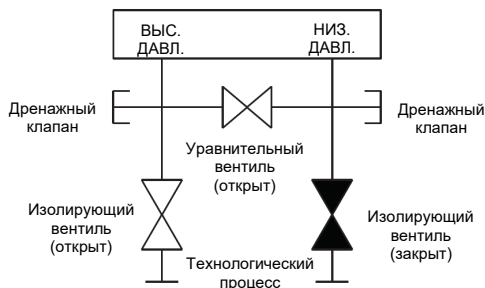 ВЫС.
ДАВЛ.
НИЗ.
ДАВЛ.
Дренажный
клапан
Дренажный
клапан
Уравнительный
вентиль
(открыт)
Изолирующий
вентиль
(открыт)
Изолирующий
вентиль
(закрыт)
Технологический
процесс